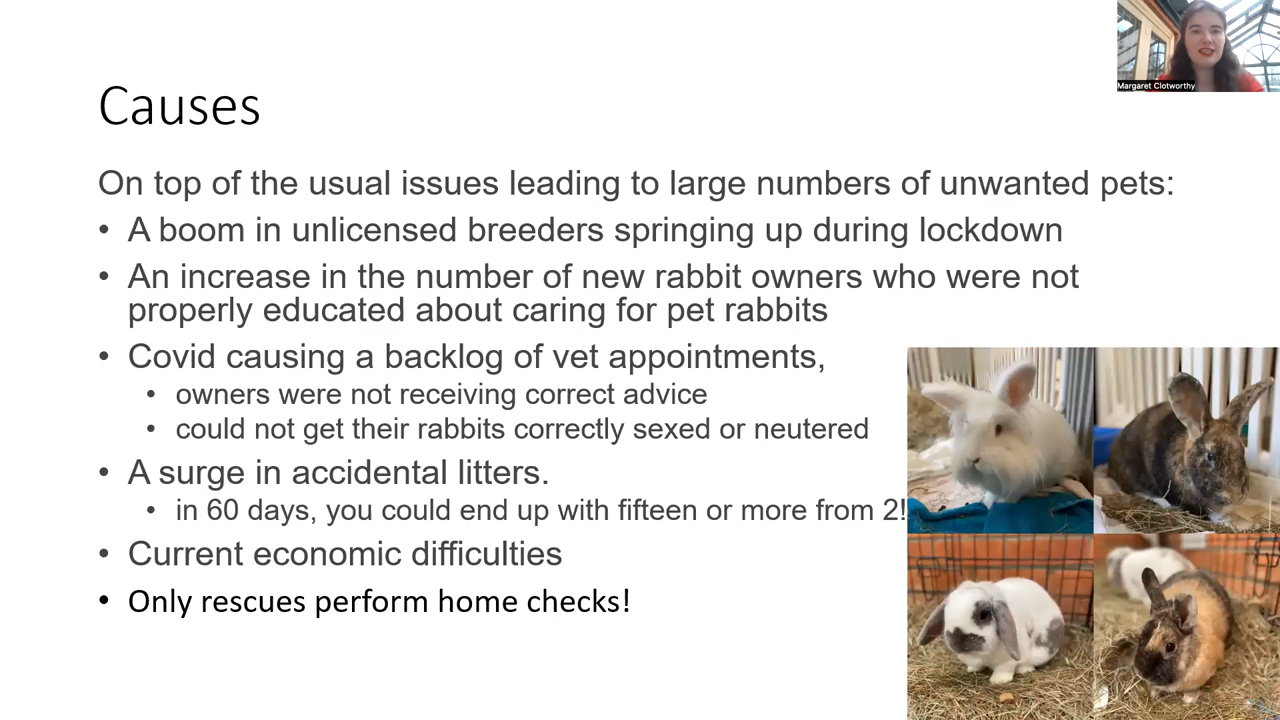 Margaret Clotworthy
Causes
On top of the usual issues leading to large numbers of unwanted pets:
• A boom in unlicensed breeders springing up during lockdown
• An increase in the number of new rabbit owners who were not
properly educated about caring for pet rabbits
• Covid causing a backlog of vet appointments,
• owners were not receiving correct advice
• could not get their rabbits correctly sexed or neutered
• A surge in accidental litters.
• in 60 days, you could end up with fifteen or more from 2!
• Current economic difficulties
• Only rescues perform home checks!